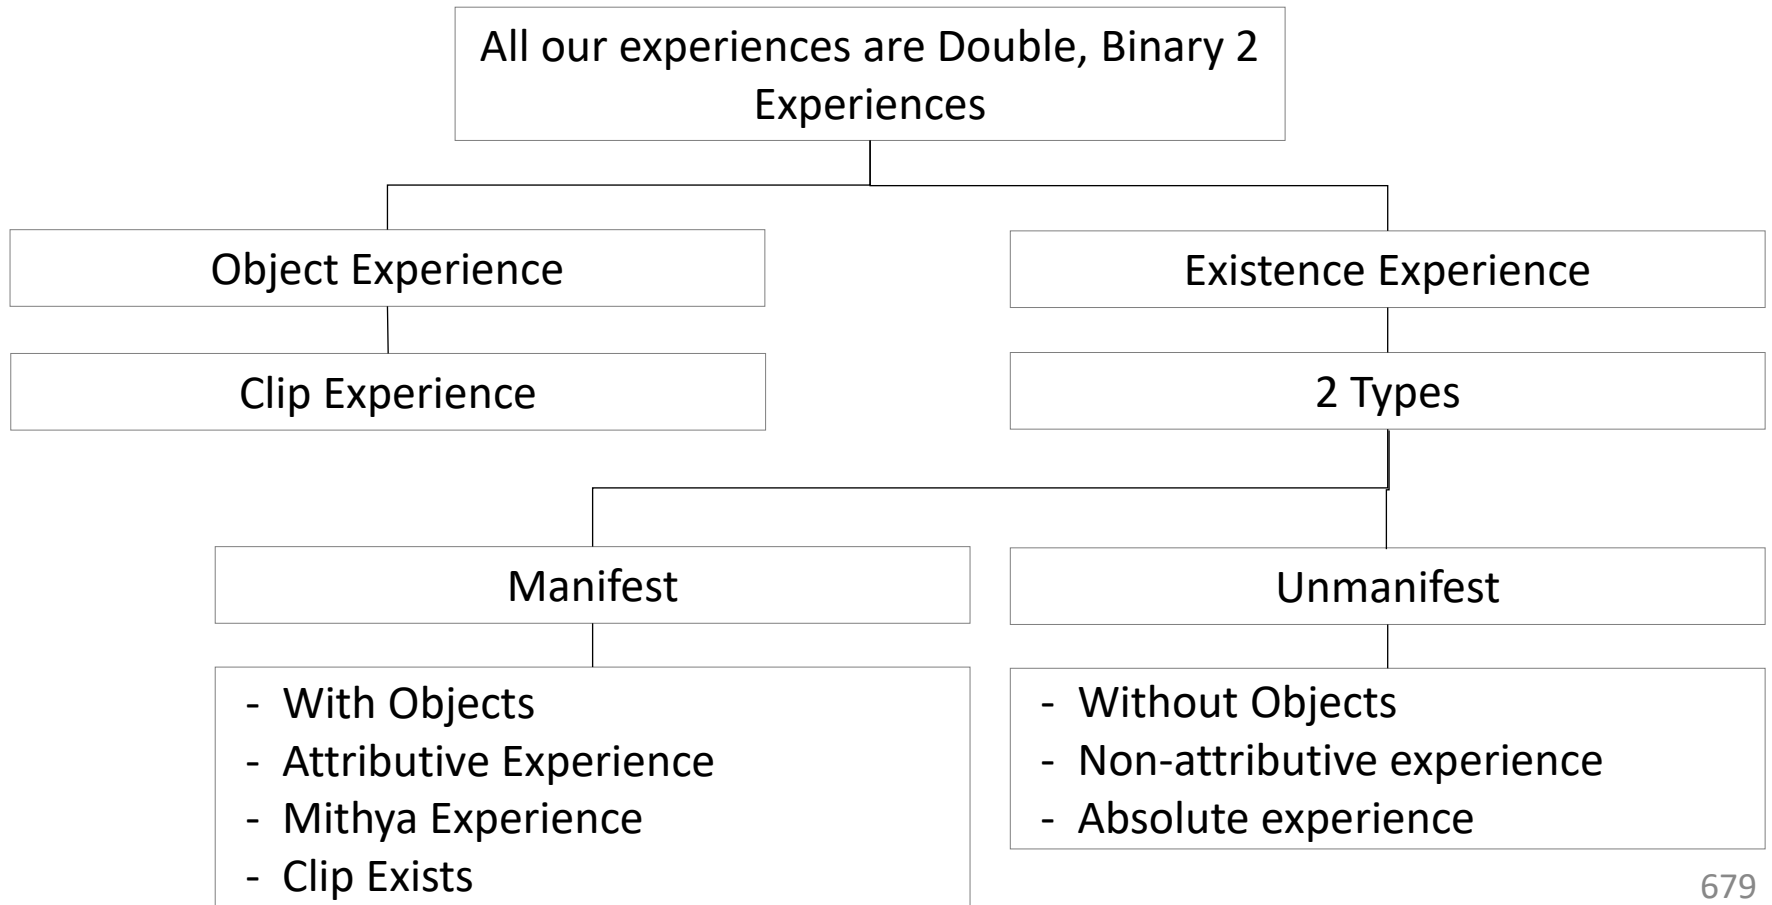 All our experiences are Double, Binary 2
Experiences
Object Experience
Existence Experience
Clip Experience
2 Types
Manifest
Unmanifest
- With Objects
- Attributive Experience
- Mithya Experience
- Clip Exists
- Without Objects
- Non-attributive experience
- Absolute experience
679